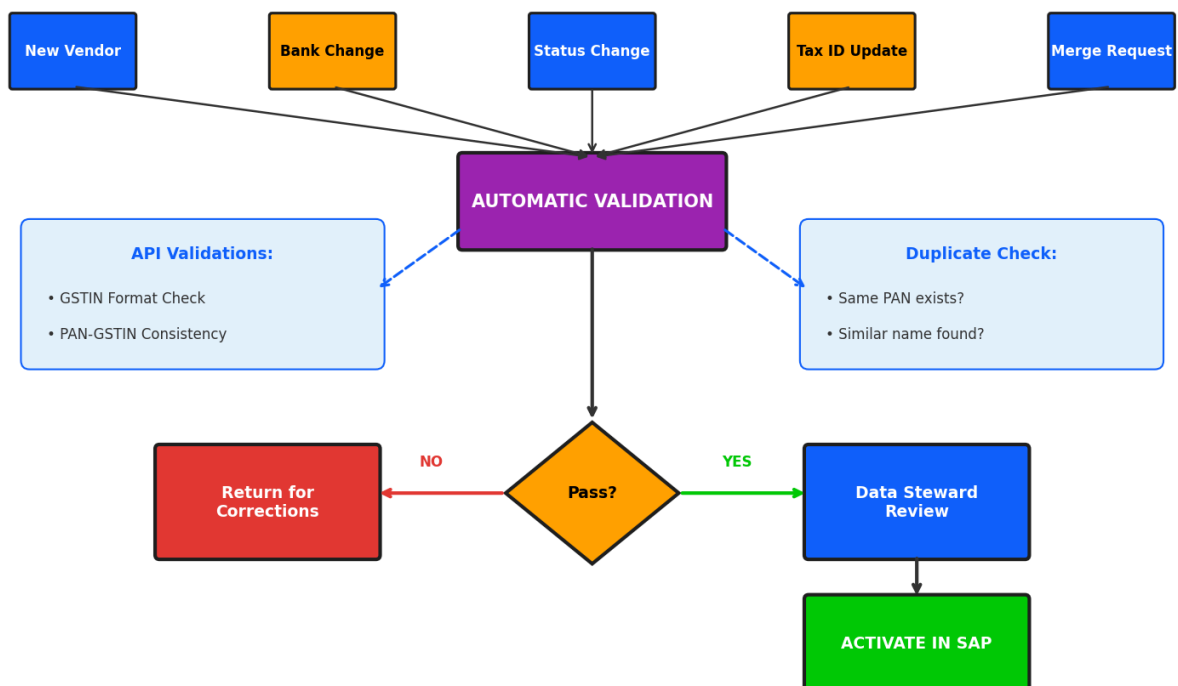 New Vendor
Bank Change
Status Change
Tax ID Update
Merge Request
AUTOMATIC VALIDATION
API Validations:
• GSTIN Format Check
• PAN-GSTIN Consistency
Duplicate Check:
• Same PAN exists?
• Similar name found?
NO
YES
Return for
Corrections
Pass?
Data Steward
Review
ACTIVATE IN SAP